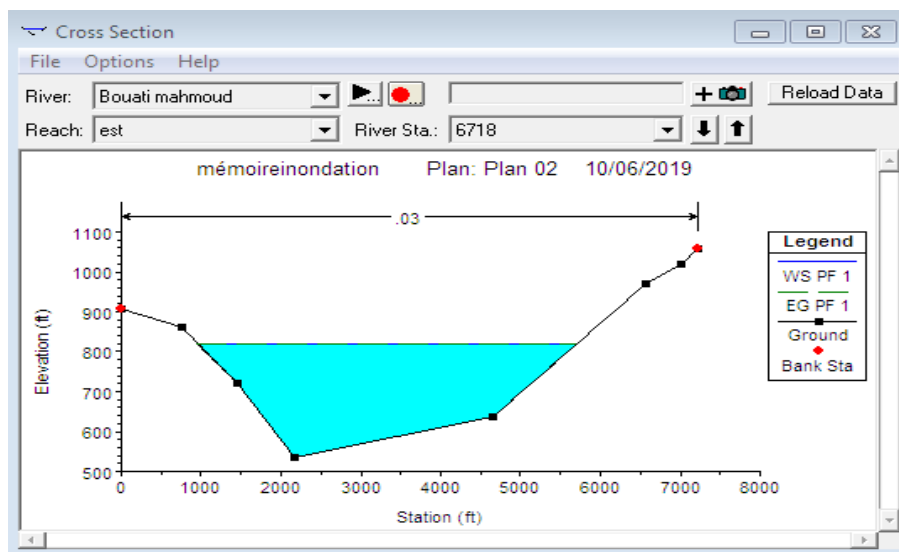 Cross Section
File Options Help
River: Bouati mahmoud Reload Data
Reach: est River Sta.: 6718
mémoireinondation Plan: Plan 02 10/06/2019
.03
Legend
WS PF 1
EG PF 1
Ground
Bank Sta
Elevation (ft)
1100
1000
900
800
700
600
500
0 1000 2000 3000 4000 5000 6000 7000 8000
Station (ft)